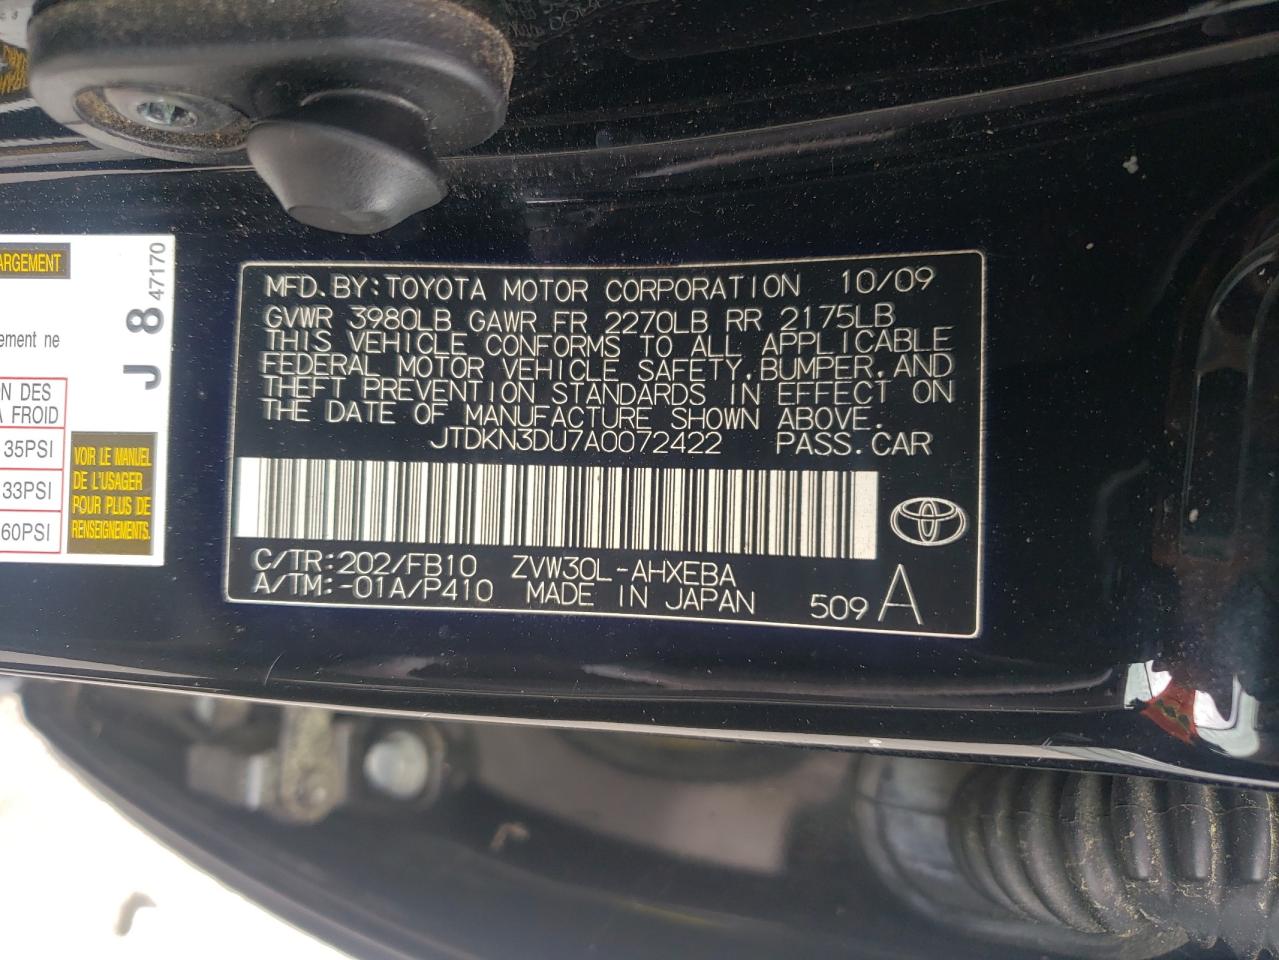 ARGEMENT
ement ne
ON DES
A FROID
35PSI
33PSI
60PSI
VOIR LE MANUEL
DE L'USAGER
POUR PLUS DE
RENSEIGNEMENTS.
J 8 47170
MFD.BY:TOYOTA MOTOR CORPORATION 10/09
GVWR 3980LB GAWR FR 2270LB RR 2175LB
THIS VEHICLE CONFORMS TO ALL APPLICABLE
FEDERAL MOTOR VEHICLE SAFETY,BUMPER,AND
THEFT PREVENTION STANDARDS IN EFFECT ON
THE DATE OF MANUFACTURE SHOWN ABOVE.
JTDKN3DU7A0072422 PASS.CAR
C/TR:202/FB10 ZVW30L-AHXEBA
A/TM:-01A/P410 MADE IN JAPAN 509 A